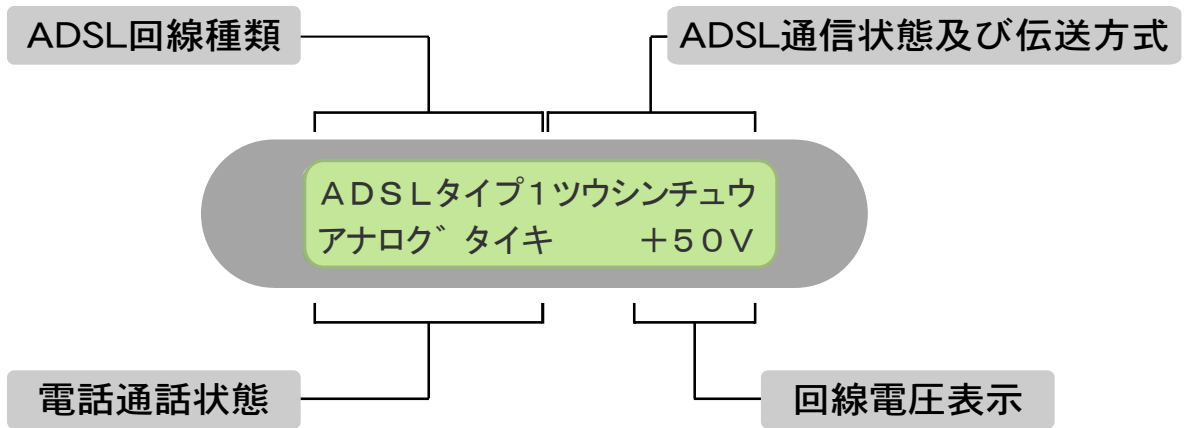 ADSL回線種類
ADSL通信状態及び伝送方式
ADSLタイプ1ツウシンチュウ
アナログ タイキ +50V
電話通話状態
回線電圧表示